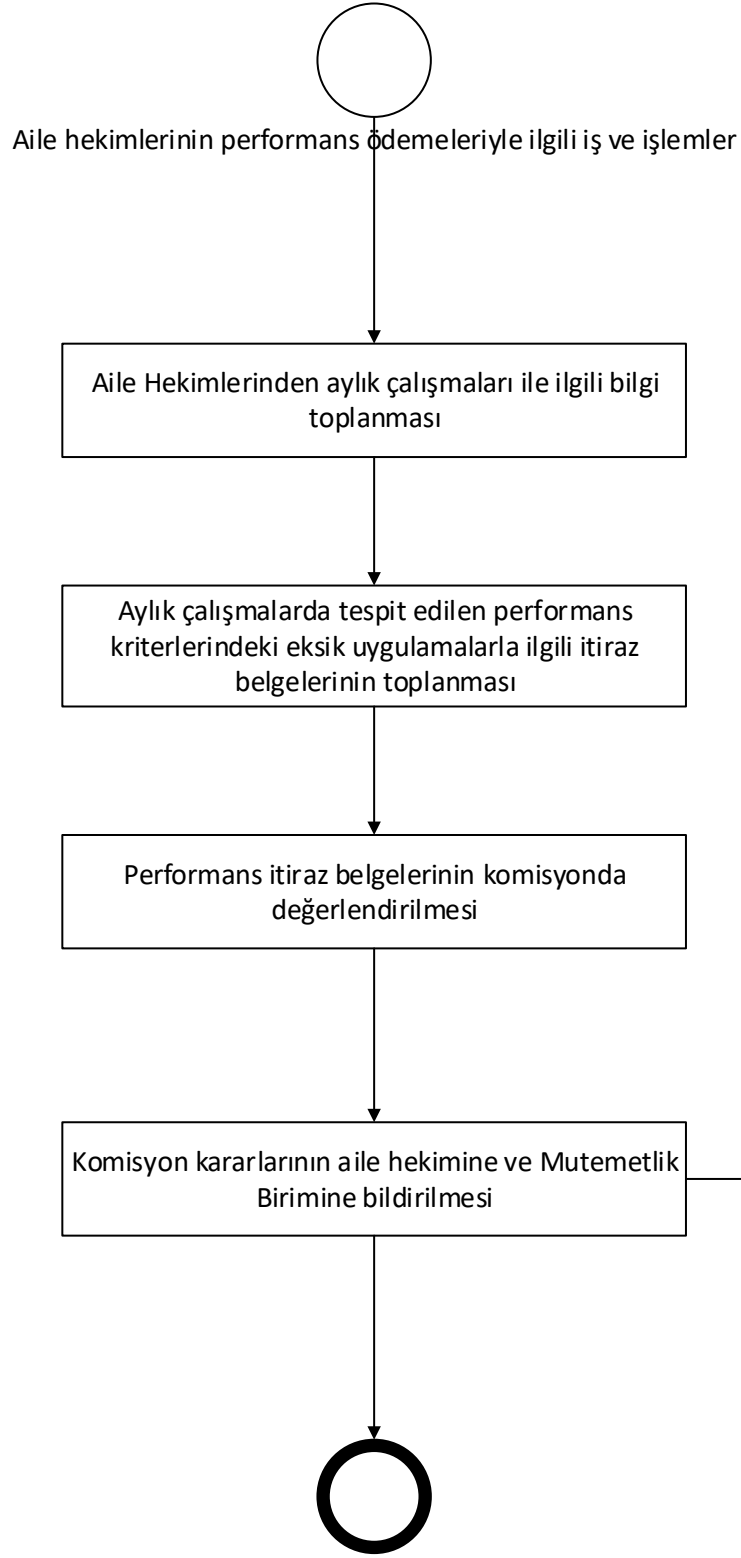 Aile hekimlerinin performans ödemeleriyle ilgili iş ve işlemler
Aile Hekimlerinden aylık çalışmaları ile ilgili bilgi
toplanması
Aylık çalışmalarda tespit edilen performans
kriterlerindeki eksik uygulamalarla ilgili itiraz
belgelerinin toplanması
Performans itiraz belgelerinin komisyonda
değerlendirilmesi
Komisyon kararlarının aile hekimine ve Mutemetlik
Birimine bildirilmesi